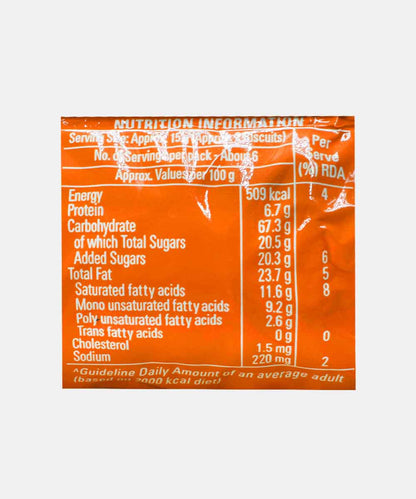 NUTRITION INFORMATION
Serving Size: Approx. 15g (Approx. Biscuits)
No. of Serving per pack - About 6
Approx. Values per 100 g
Per Serve (%) RDA
Energy 509 kcal 4
Protein 6.7 g
Carbohydrate 67.3 g
of which Total Sugars 20.5 g
Added Sugars 20.3 g 6
Total Fat 23.7 g 5
Saturated fatty acids 11.6 g 8
Mono unsaturated fatty acids 9.2 g
Poly unsaturated fatty acids 2.6 g
Trans fatty acids 0 g 0
Cholesterol 1.5 mg
Sodium 220 mg 2
^Guideline Daily Amount of an average adult
(based on 2000 kcal diet)